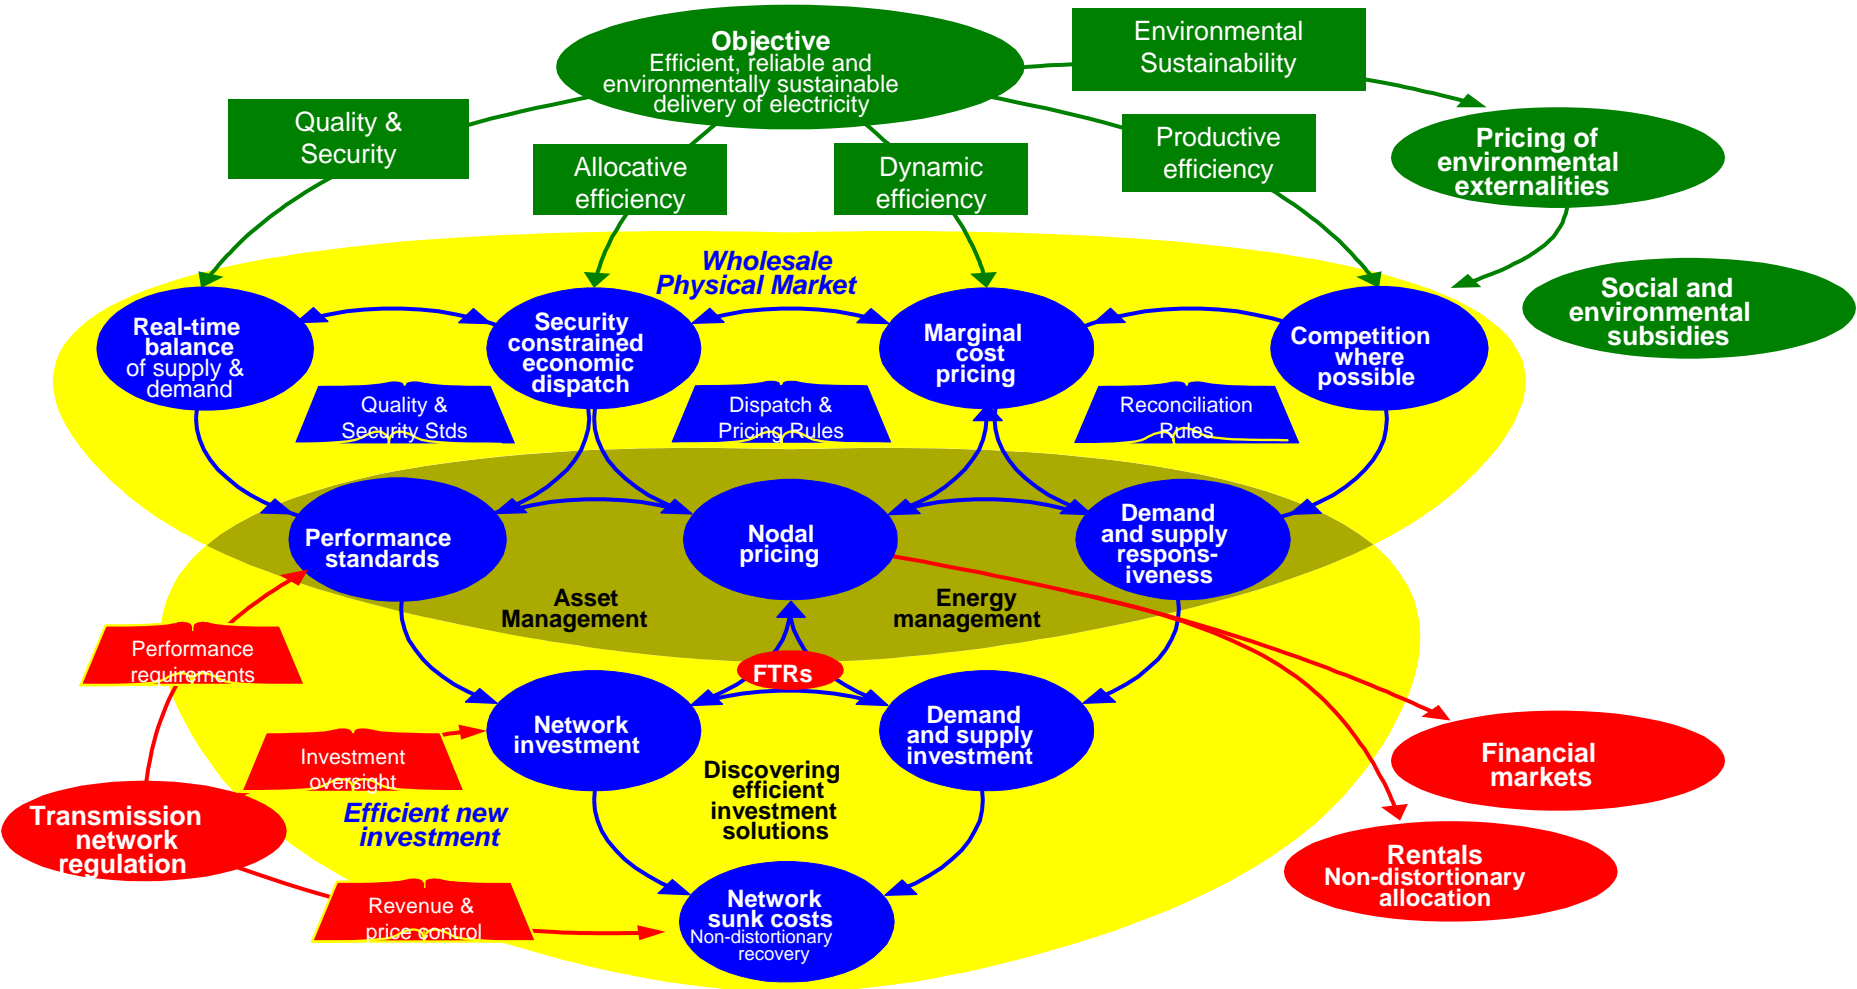 Objective
Efficient, reliable and
environmentally sustainable
delivery of electricity
Environmental
Sustainability
Quality &
Security
Allocative
efficiency
Dynamic
efficiency
Productive
efficiency
Pricing of
environmental
externalities
Social and
environmental
subsidies
Wholesale
Physical Market
Real-time
balance
of supply &
demand
Security
constrained
economic
dispatch
Marginal
cost
pricing
Competition
where
possible
Quality &
Security Stds
Dispatch &
Pricing Rules
Reconciliation
Rules
Performance
standards
Nodal
pricing
Demand
and supply
respons-
iveness
Asset
Management
Energy
management
Performance
requirements
FTRs
Network
investment
Demand
and supply
investment
Investment
oversight
Discovering
efficient
investment
solutions
Efficient new
investment
Transmission
network
regulation
Financial
markets
Rentals
Non-distortionary
allocation
Revenue &
price control
Network
sunk costs
Non-distortionary
recovery